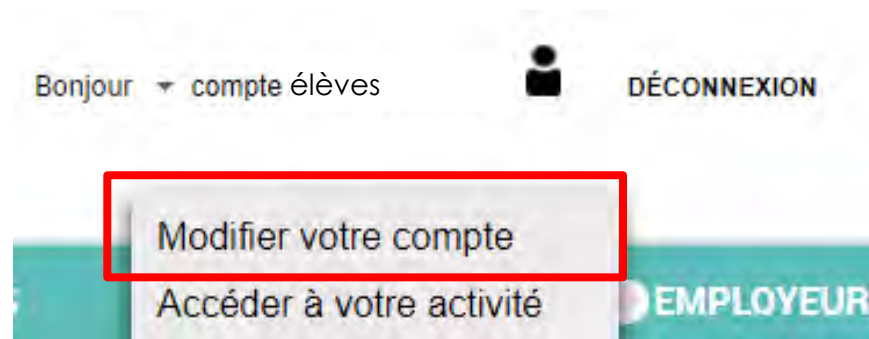 Bonjour compte élèves
DÉCONNEXION
Modifier votre compte
Accéder à votre activité
EMPLOYEUR